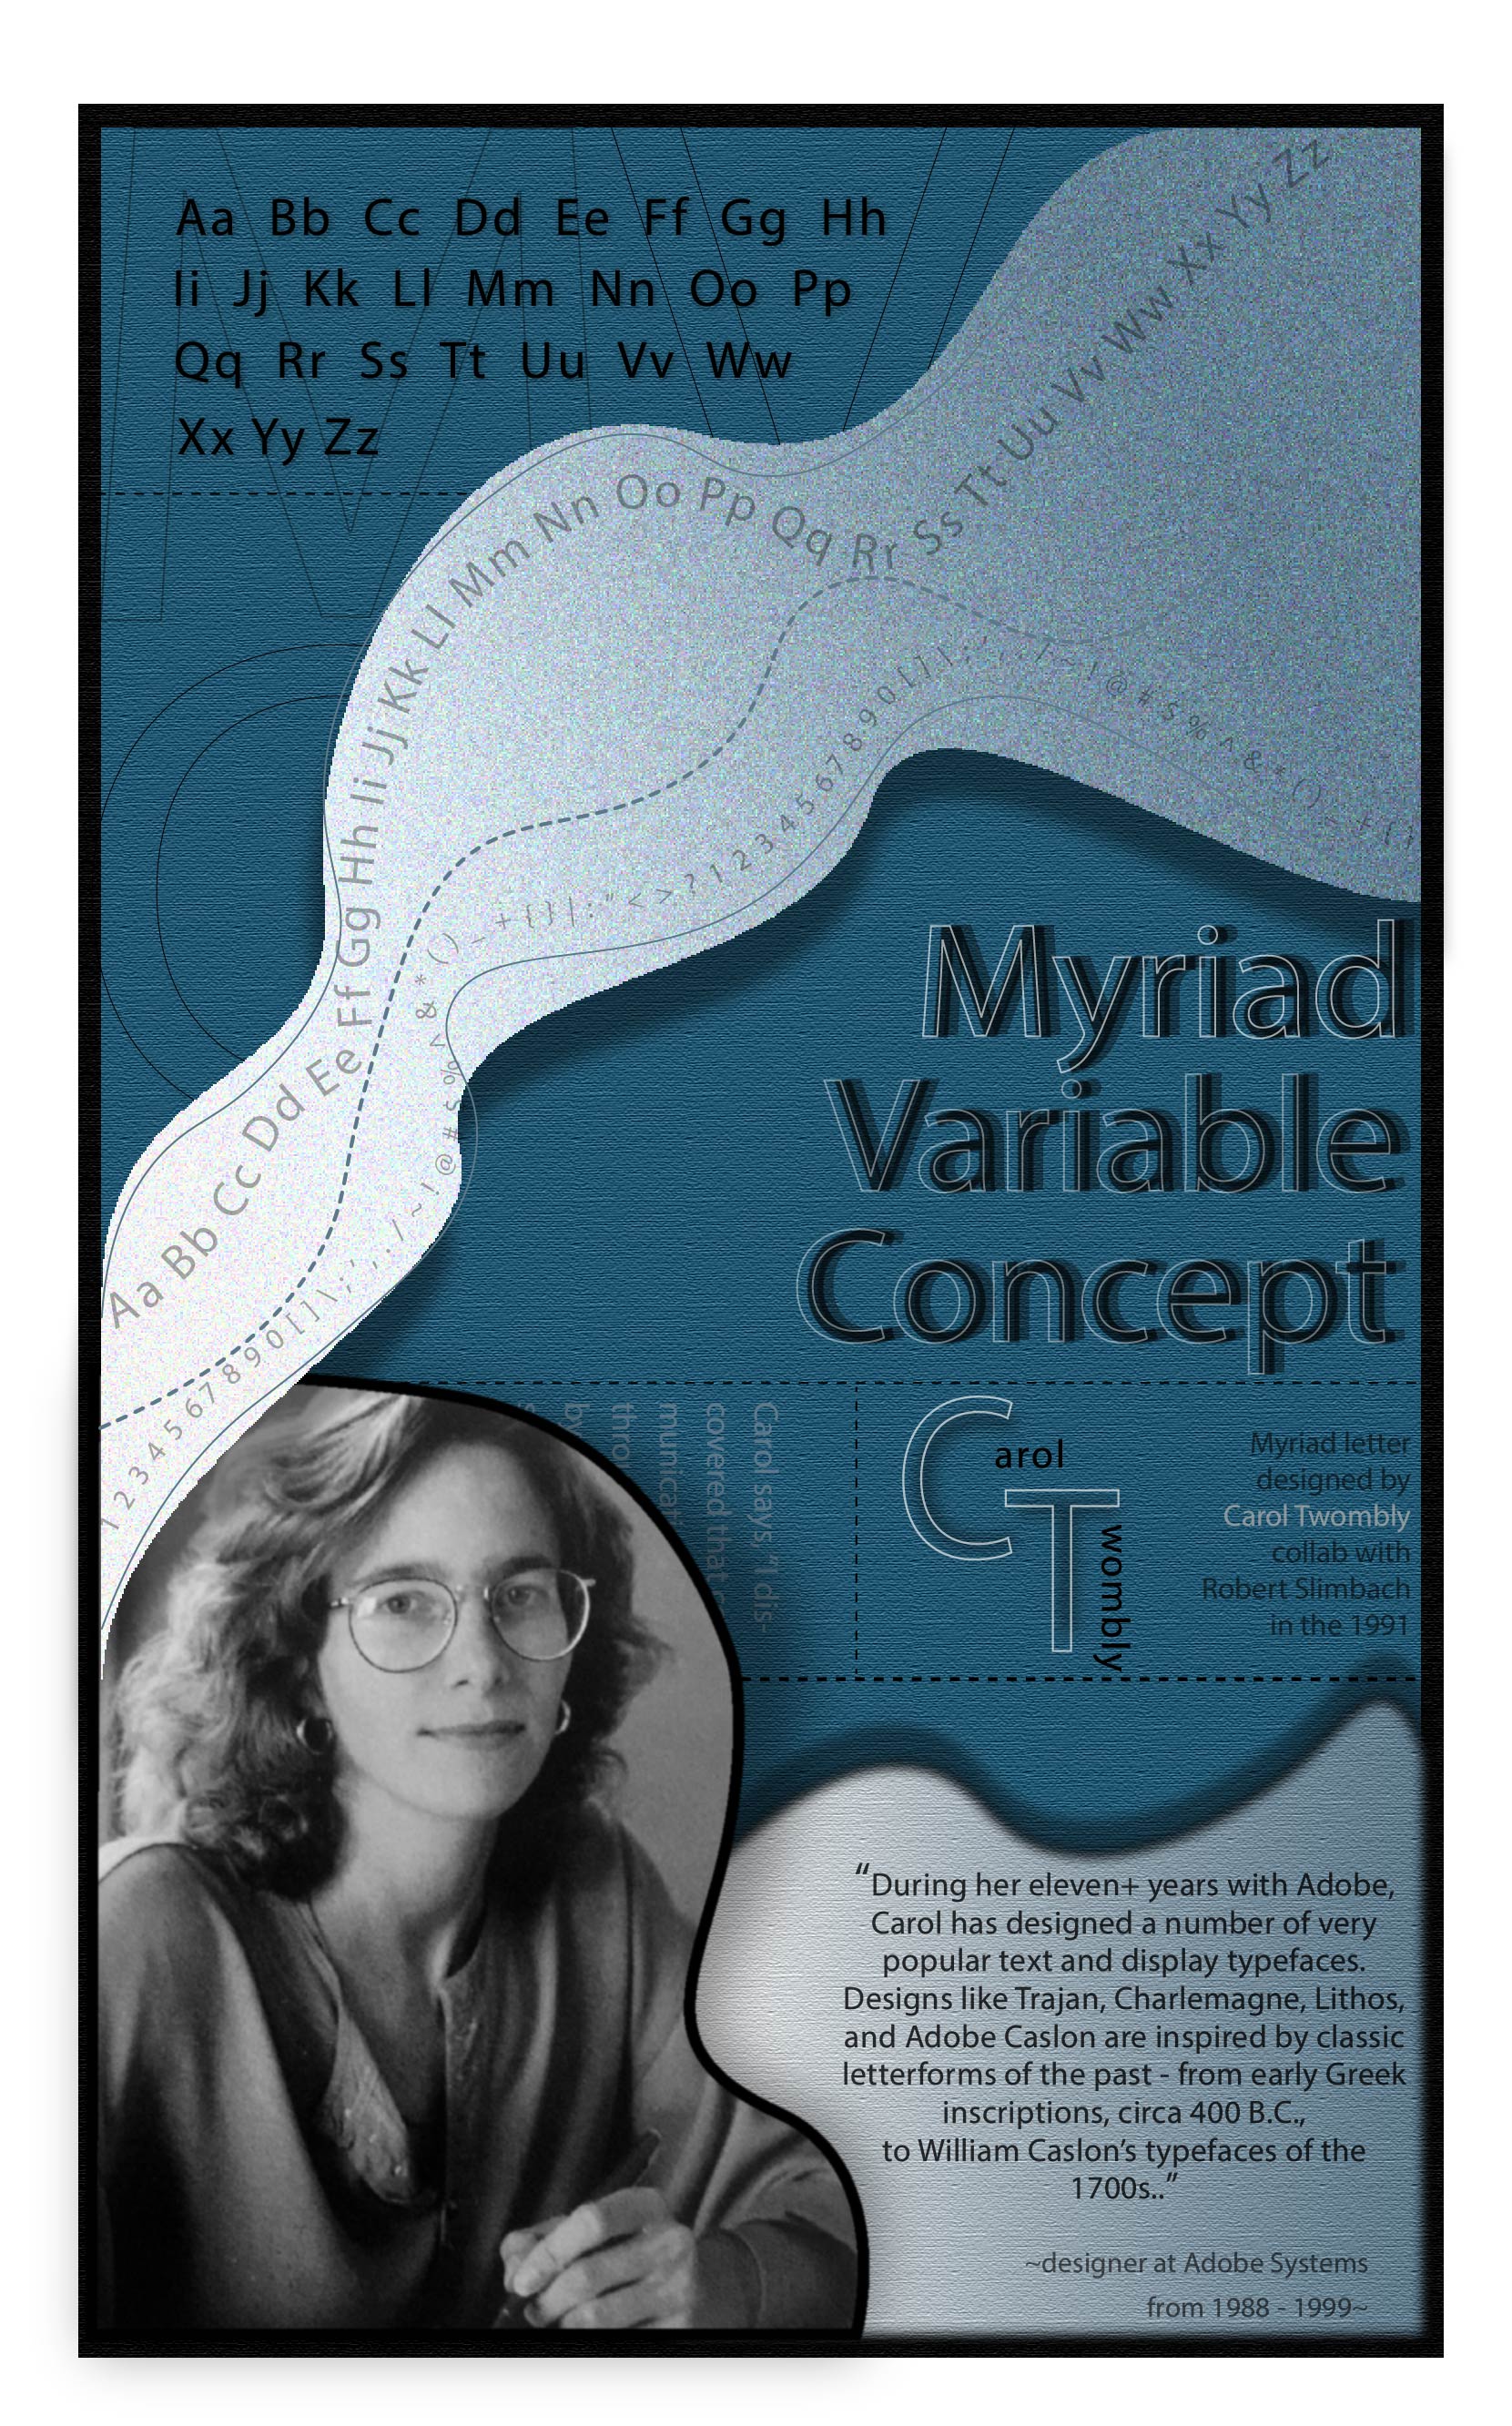 Aa Bb Cc Dd Ee Ff Gg Hh
Ii Jj Kk Ll Mm Nn Oo Pp
Qq Rr Ss Tt Uu Vv Ww
Xx Yy Zz
Aa Bb Cc Dd Ee Ff Gg Hh Ii Jj Kk Ll Mm Nn Oo Pp Qq Rr Ss Tt Uu Vv Ww Xx Yy Zz
1 2 3 4 5 6 7 8 9 0 [ ] \ ; ' , . / ~ ! @ # $ % ^ & * ( ) _ + { } | : " < > ? 1 2 3 4 5 6 7 8 9 0 [ ] \ ; ' , . / ~ ! @ # $ % ^ & * ( ) _ + { }
Myriad
Variable
Concept
Carol says, "I dis-
covered that
municat
thro
by
Carol
Twombly
Myriad letter
designed by
Carol Twombly
collab with
Robert Slimbach
in the 1991
“During her eleven+ years with Adobe,
Carol has designed a number of very
popular text and display typefaces.
Designs like Trajan, Charlemagne, Lithos,
and Adobe Caslon are inspired by classic
letterforms of the past - from early Greek
inscriptions, circa 400 B.C.,
to William Caslon’s typefaces of the
1700s..”
~designer at Adobe Systems
from 1988 - 1999~